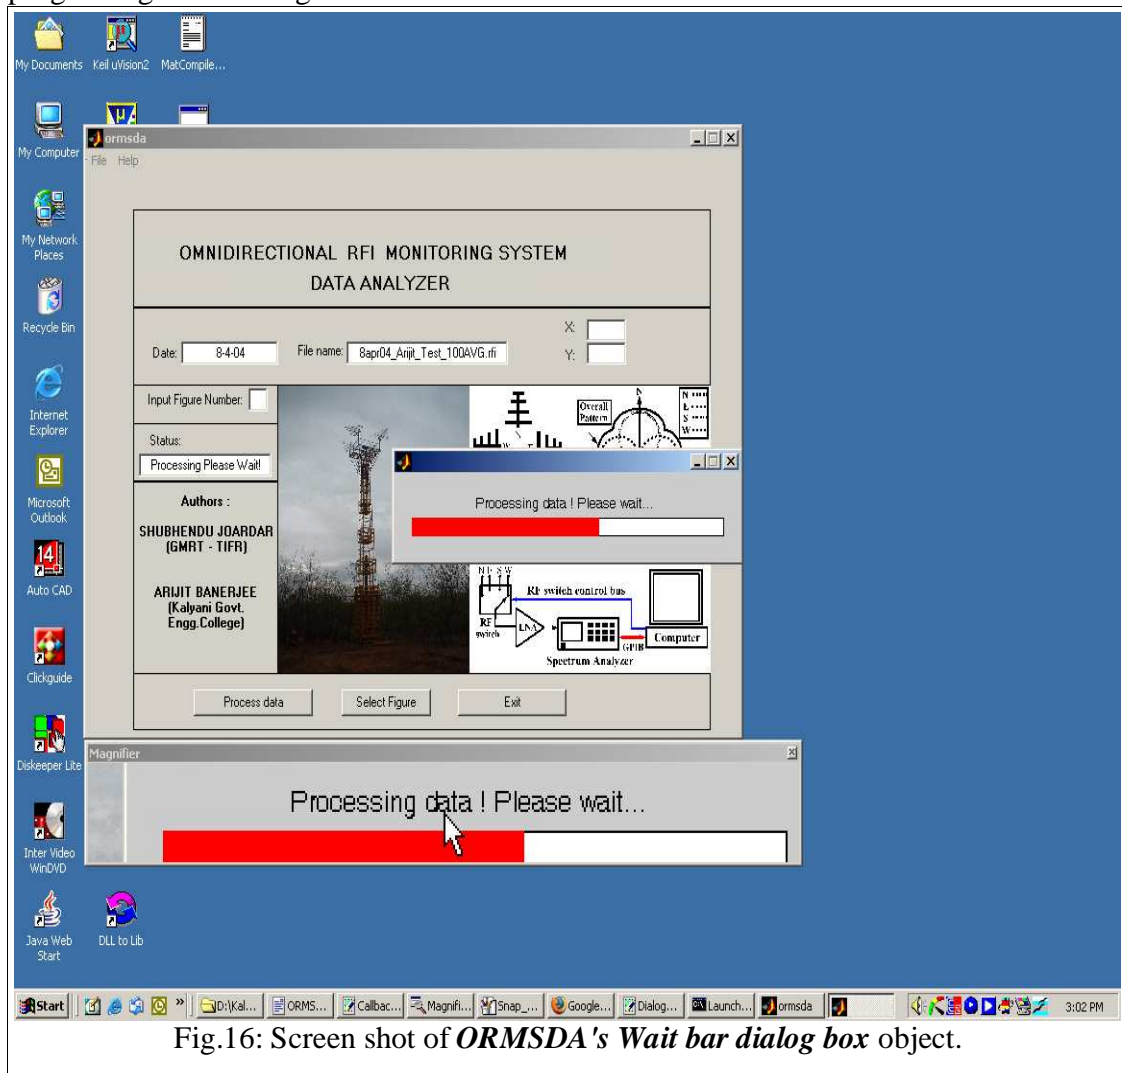 My Documents
Keil uVision2
MatCompile...
My Computer
My Network
Places
Recycle Bin
Internet
Explorer
Microsoft
Outlook
14
Auto CAD
Clickguide
Diskeeper Lite
Inter Video
WinDVD
Java Web
Start
DLL to Lib
ormsda
File Help
OMNIDIRECTIONAL RFI MONITORING SYSTEM
DATA ANALYZER
Date: 8-4-04 File name: 8apr04_Arijit_Test_100AVG.rfi
X:
Y:
Input Figure Number:
Status:
Processing Please Wait!
Authors :
SHUBHENDU JOARDAR
(GMRT - TIFR)
ARIJIT BANERJEE
(Kalyani Govt.
Engg.College)
Overall
Pattern
N
N
E
S
W
Processing data ! Please wait...
N E S W
RF switch control bus
RF
switch
LNA
GPIB
Computer
Spectrum Analyzer
Process data
Select Figure
Exit
Magnifier
Processing data ! Please wait...
Start
»
D:\Kal...
ORMS...
Callbac...
Magnifi...
Snap_...
Google...
Dialog...
Launch...
ormsda
3:02 PM
Fig.16: Screen shot of ORMSDA's Wait bar dialog box object.